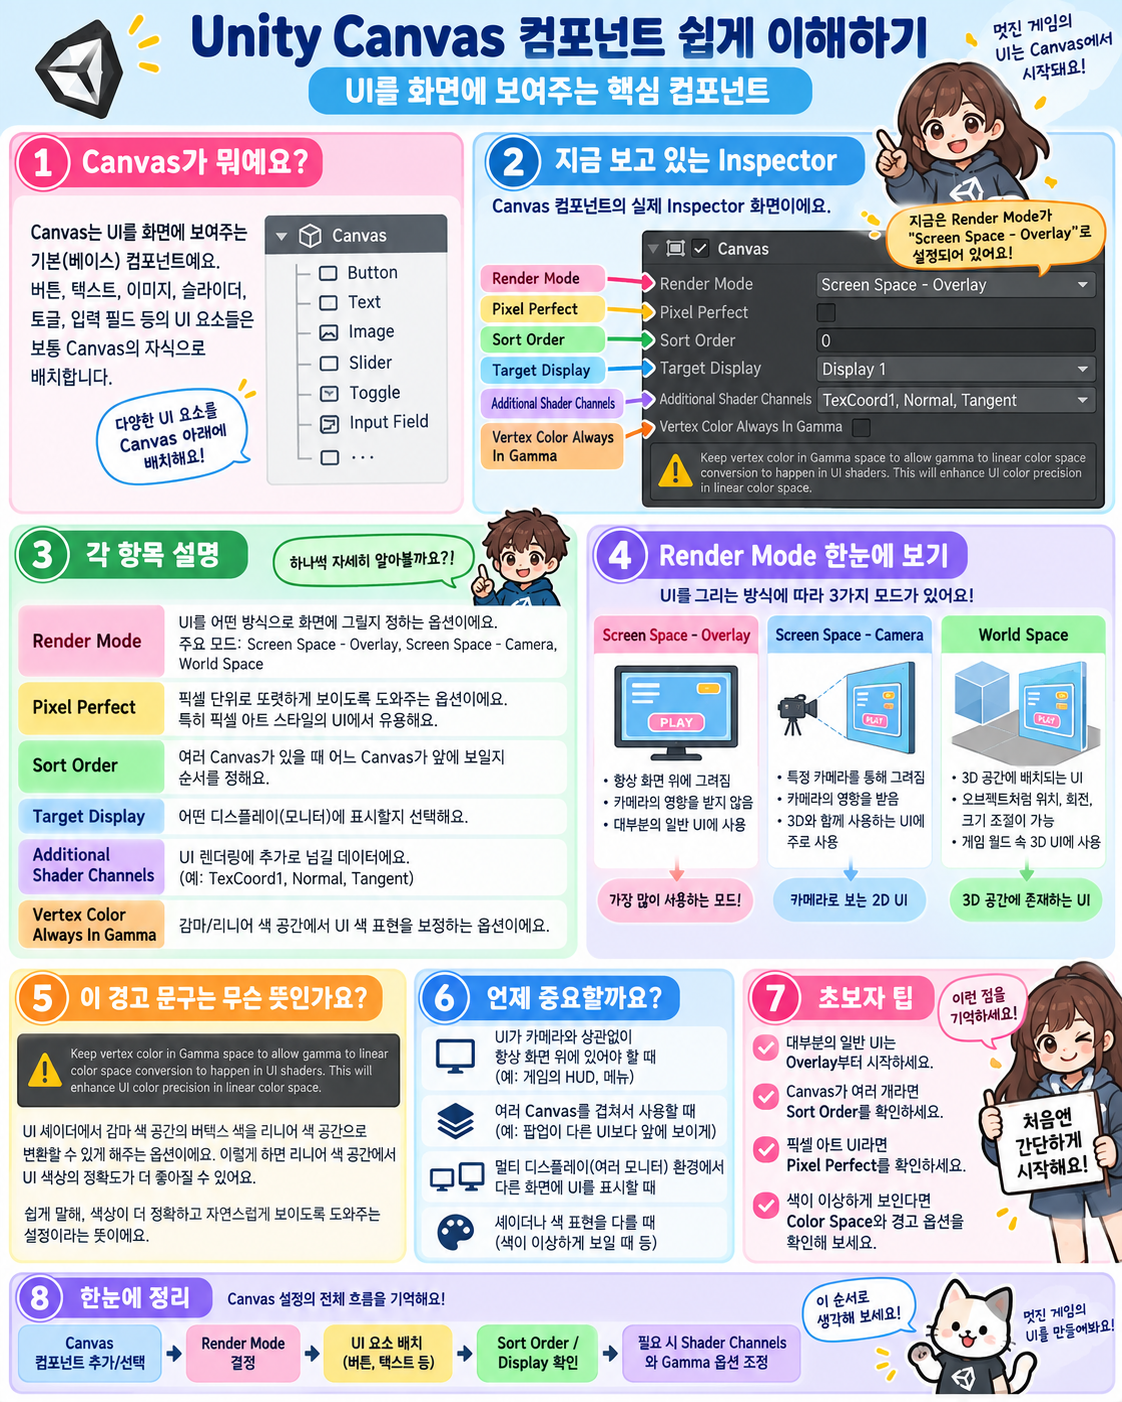 Unity Canvas 컴포넌트 쉽게 이해하기
UI를 화면에 보여주는 핵심 컴포넌트
멋진 게임의
UI는 Canvas에서
시작돼요!
1 Canvas가 뭐예요?
Canvas는 UI를 화면에 보여주는
기본(베이스) 컴포넌트예요.
버튼, 택스트, 이미지, 슬라이더,
토글, 입력 필드 등의 UI 요소들은
보통 Canvas의 자식으로
배치합니다.
다양한 UI 요소를
Canvas 아래에
배치해요!
Canvas
Button
Text
Image
Slider
Toggle
Input Field
...
2 지금 보고 있는 Inspector
Canvas 컴포넌트의 실제 Inspector 화면이에요.
지금은 Render Mode가
"Screen Space - Overlay"로
설정되어 있어요!
Render Mode
Pixel Perfect
Sort Order
Target Display
Additional Shader Channels
Vertex Color Always
In Gamma
Canvas
Render Mode Screen Space - Overlay
Pixel Perfect
Sort Order 0
Target Display Display 1
Additional Shader Channels TexCoord1, Normal, Tangent
Vertex Color Always In Gamma
Keep vertex color in Gamma space to allow gamma to linear color space
conversion to happen in UI shaders. This will enhance UI color precision
in linear color space.
3 각 항목 설명
하나썩 자세히 알아볼까요?!
Render Mode
UI를 어떤 방식으로 화면에 그릴지 정하는 옵션이에요.
주요 모드: Screen Space - Overlay, Screen Space - Camera,
World Space
Pixel Perfect
픽셀 단위로 또렷하게 보이도록 도와주는 옵션이에요.
특히 픽셀 아트 스타일의 UI에서 유용해요.
Sort Order
여러 Canvas가 있을 때 어느 Canvas가 앞에 보일지
순서를 정해요.
Target Display
어떤 디스플레이(모니터)에 표시할지 선택해요.
Additional
Shader Channels
UI 렌더링에 추가로 넘길 데이터에요.
(예: TexCoord1, Normal, Tangent)
Vertex Color
Always In Gamma
감마/리니어 색 공간에서 UI 색 표현을 보정하는 옵션이에요.
4 Render Mode 한눈에 보기
UI를 그리는 방식에 따라 3가지 모드가 있어요!
Screen Space - Overlay
PLAY
• 항상 화면 위에 그려짐
• 카메라의 영향을 받지 않음
• 대부분의 일반 UI에 사용
가장 많이 사용하는 모드!
Screen Space - Camera
PLAY
• 특정 카메라를 통해 그려짐
• 카메라의 영향을 받음
• 3D와 함께 사용하는 UI에
주로 사용
카메라로 보는 2D UI
World Space
PLAY
• 3D 공간에 배치되는 UI
• 오브젝트처럼 위치, 회전,
크기 조절이 가능
• 게임 월드 속 3D UI에 사용
3D 공간에 존재하는 UI
5 이 경고 문구는 무슨 뜻인가요?
Keep vertex color in Gamma space to allow gamma to linear
color space conversion to happen in UI shaders. This will
enhance UI color precision in linear color space.
UI 셰이더에서 감마 색 공간의 버택스 색을 리니어 색 공간으로
변환할 수 있게 해주는 옵션이에요. 이렇게 하면 리니어 색 공간에서
UI 색상의 정확도가 더 좋아질 수 있어요.
쉽게 말해, 색상이 더 정확하고 자연스럽게 보이도록 도와주는
설정이라는 뜻이에요.
6 언제 중요할까요?
UI가 카메라와 상관없이
항상 화면 위에 있어야 할 때
(예: 게임의 HUD, 메뉴)
여러 Canvas를 겹쳐서 사용할 때
(예: 팝업이 다른 UI보다 앞에 보이게)
멀티 디스플레이(여러 모니터) 환경에서
다른 화면에 UI를 표시할 때
셰이더나 색 표현을 다룰 때
(색이 이상하게 보일 때 등)
7 초보자 팁
이런 점을
기억하세요!
대부분의 일반 UI는
Overlay부터 시작하세요.
Canvas가 여러 개라면
Sort Order를 확인하세요.
픽셀 아트 UI라면
Pixel Perfect를 확인하세요.
색이 이상하게 보인다면
Color Space와 경고 옵션을
확인해 보세요.
처음앤
간단하게
시작해요!
8 한눈에 정리
Canvas 설정의 전체 흐름을 기억해요!
Canvas
컴포넌트 추가/선택
Render Mode
결정
UI 요소 배치
(버튼, 택스트 등)
Sort Order /
Display 확인
필요 시 Shader Channels
와 Gamma 옵션 조정
이 순서로
생각해 보세요!
멋진 게임의
UI를 만들어봐요!